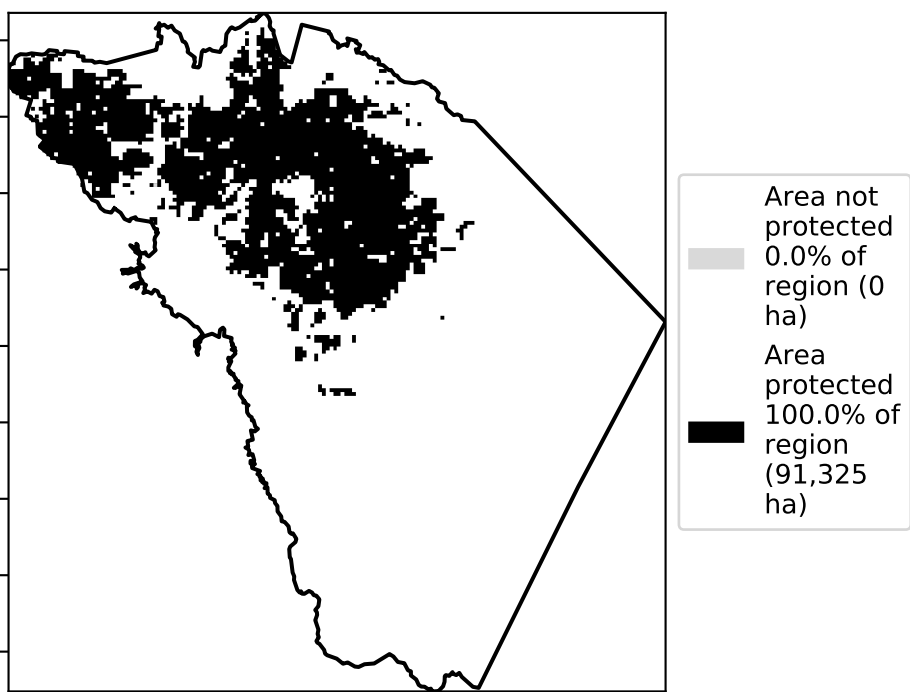 Area not
protected
0.0% of
region (0
ha)
Area
protected
100.0% of
region
(91,325
ha)